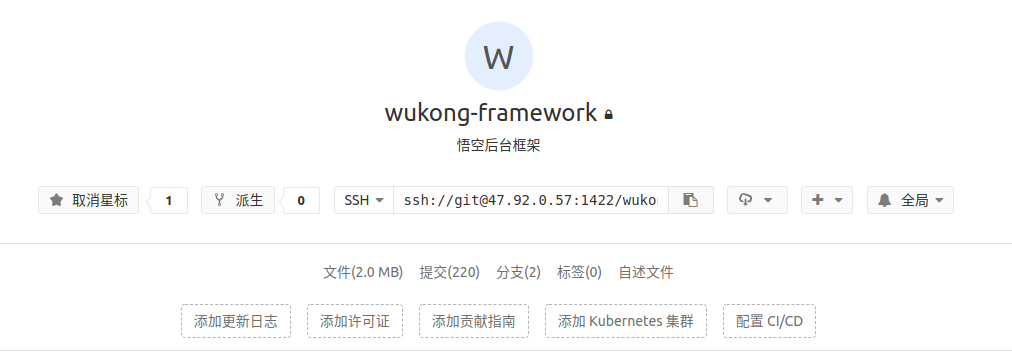 W
wukong-framework
悟空后台框架
取消星标 1 派生 0 SSH ssh://git@47.92.0.57:1422/wuko 全局
文件(2.0 MB) 提交(220) 分支(2) 标签(0) 自述文件
添加更新日志 添加许可证 添加贡献指南 添加 Kubernetes 集群 配置 CI/CD